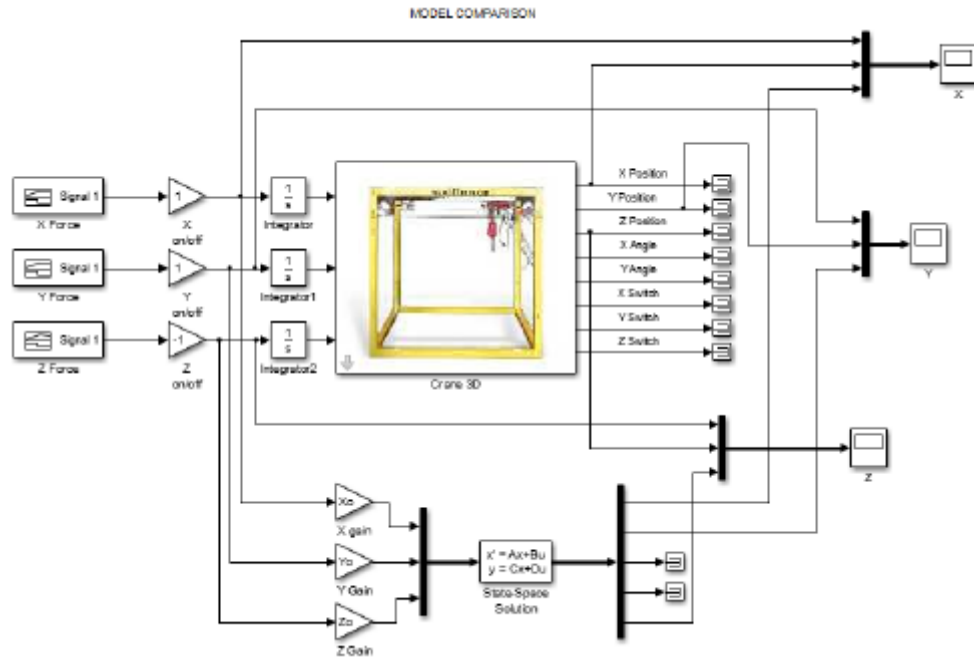 MODEL COMPARISON
X
X Position
Y Position
Signal 1
1
1
s
X Force
X
on/off
Integrator
Z Position
X Angle
Y
Signal 1
1
1
s
Y Angle
Y Force
Y
on/off
Integrator1
X Switch
Y Switch
Signal 1
-1
1
s
Z Switch
Z Force
Z
on/off
Integrator2
Crane 3D
Z
Xo
X gain
x' = Ax+Bu
y = Cx+Du
Yo
Y Gain
State-Space
Solution
Zo
Z Gain